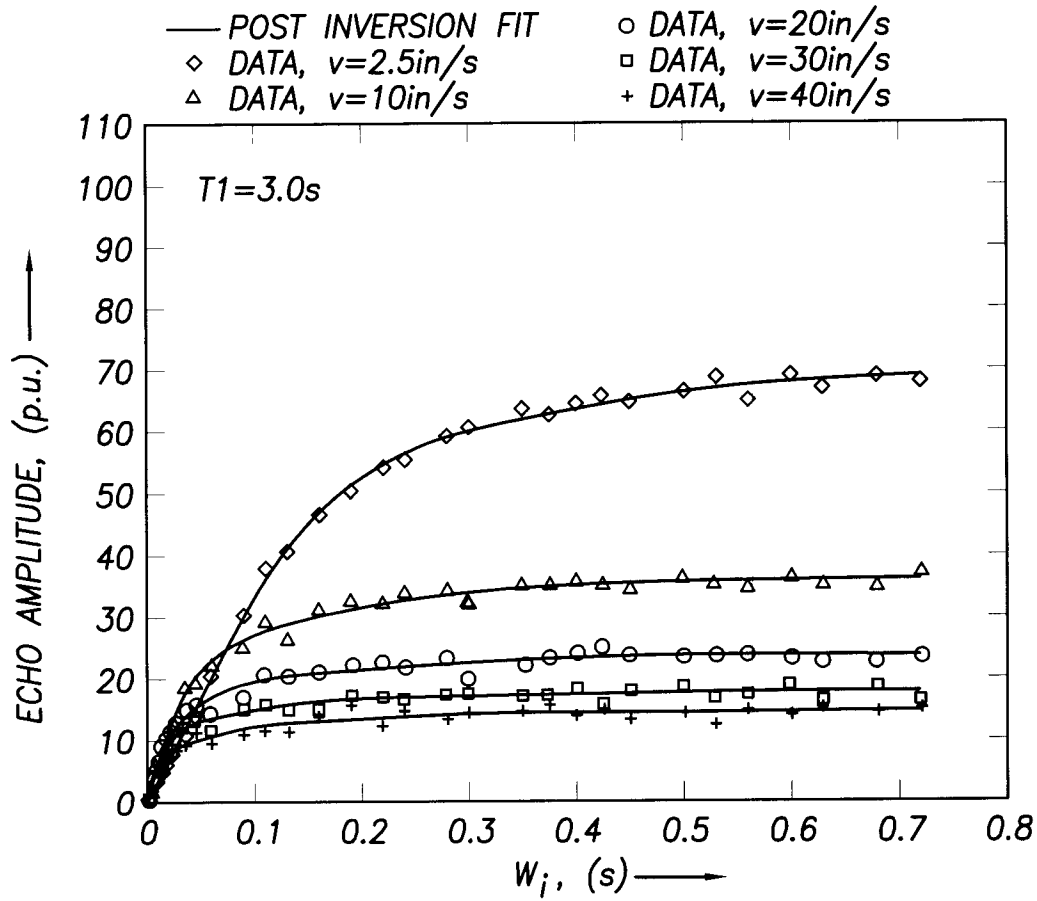 POST INVERSION FIT
DATA, v=2.5in/s
DATA, v=10in/s
DATA, v=20in/s
DATA, v=30in/s
DATA, v=40in/s
T1=3.0s
ECHO AMPLITUDE, (p.u.)
110
100
90
80
70
60
50
40
30
20
10
0
0 0.1 0.2 0.3 0.4 0.5 0.6 0.7 0.8
Wi, (s)